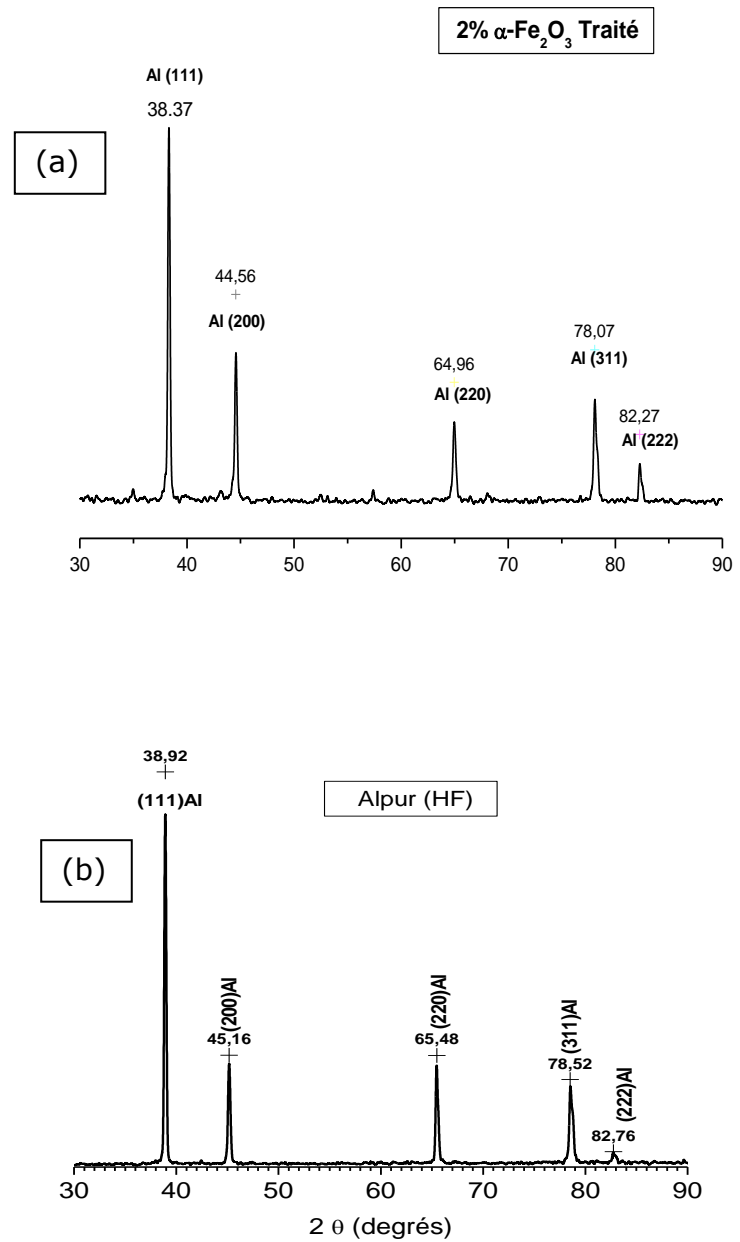 2% α-Fe₂O₃ Traité
Al (111)
38.37
(a)
44,56
Al (200)
64,96
Al (220)
78,07
Al (311)
82,27
Al (222)
30 40 50 60 70 80 90
38,92
(111)Al
Alpur (HF)
(b)
45,16
(200)Al
65,48
(220)Al
78,52
(311)Al
82,76
(222)Al
30 40 50 60 70 80 90
2 θ (degrés)